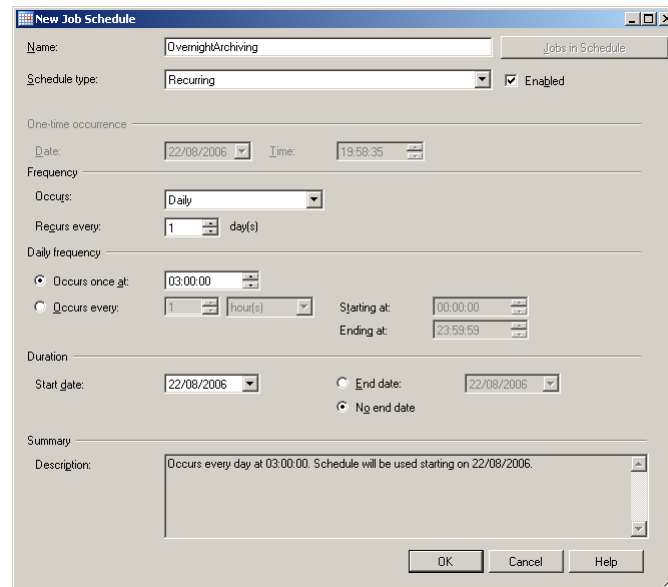 New Job Schedule
Name: OvernightArchiving Jobs in Schedule
Schedule type: Recurring Enabled
One-time occurrence
Date: 22/08/2006 Time: 19:58:35
Frequency
Occurs: Daily
Recurs every: 1 day(s)
Daily frequency
Occurs once at: 03:00:00
Occurs every: 1 hour(s) Starting at: 00:00:00
Ending at: 23:59:59
Duration
Start date: 22/08/2006 End date: 22/08/2006
No end date
Summary
Description: Occurs every day at 03:00:00. Schedule will be used starting on 22/08/2006.
OK Cancel Help